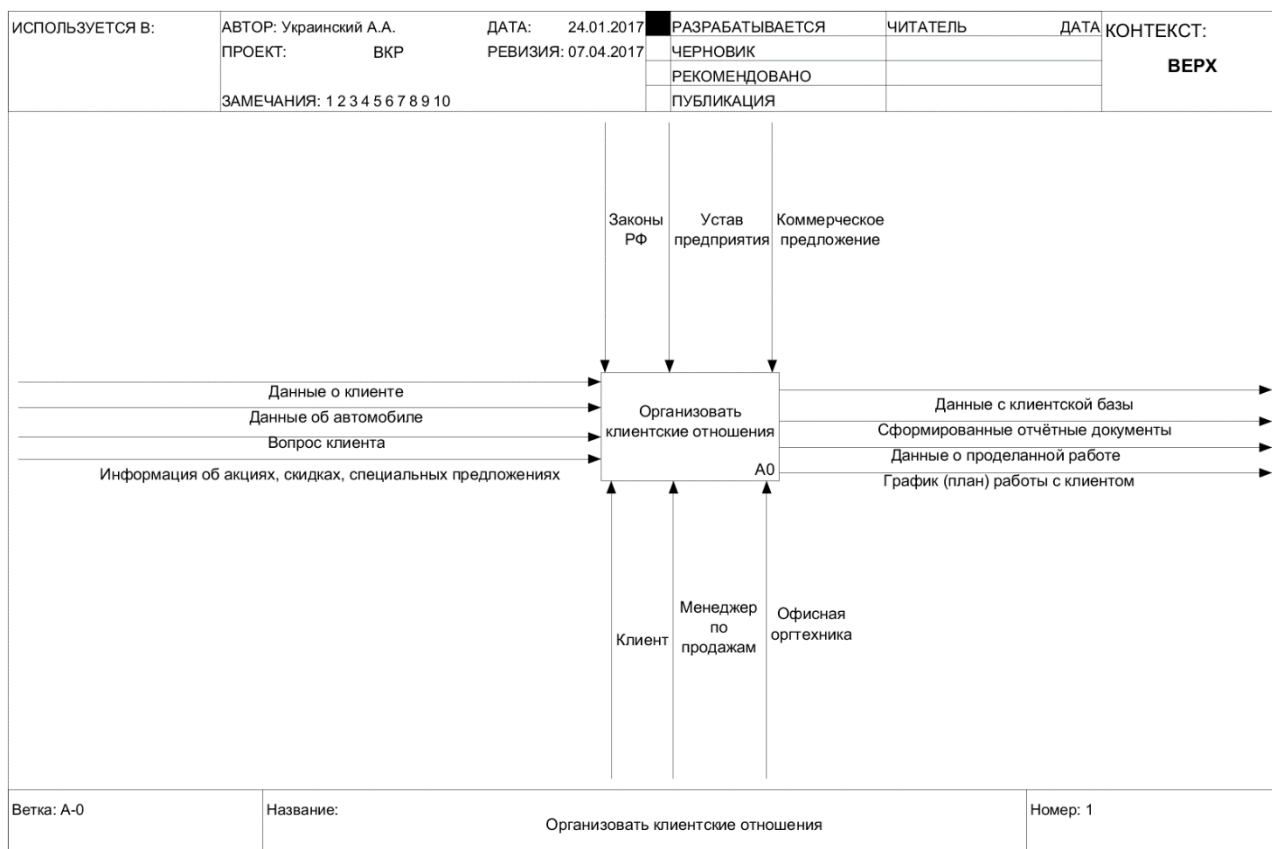 ИСПОЛЬЗУЕТСЯ В:
АВТОР: Украинский А.А.
ДАТА: 24.01.2017
РАЗРАБАТЫВАЕТСЯ
ЧИТАТЕЛЬ
ДАТА
КОНТЕКСТ:
ПРОЕКТ: ВКР
РЕВИЗИЯ: 07.04.2017
ЧЕРНОВИК
ВЕРХ
РЕКОМЕНДОВАНО
ЗАМЕЧАНИЯ: 1 2 3 4 5 6 7 8 9 10
ПУБЛИКАЦИЯ
Законы
РФ
Устав
предприятия
Коммерческое
предложение
Данные о клиенте
Данные об автомобиле
Вопрос клиента
Информация об акциях, скидках, специальных предложениях
Организовать
клиентские отношения
A0
Данные с клиентской базы
Сформированные отчётные документы
Данные о проделанной работе
График (план) работы с клиентом
Клиент
Менеджер
по
продажам
Офисная
оргтехника
Ветка: A-0
Название:
Организовать клиентские отношения
Номер: 1